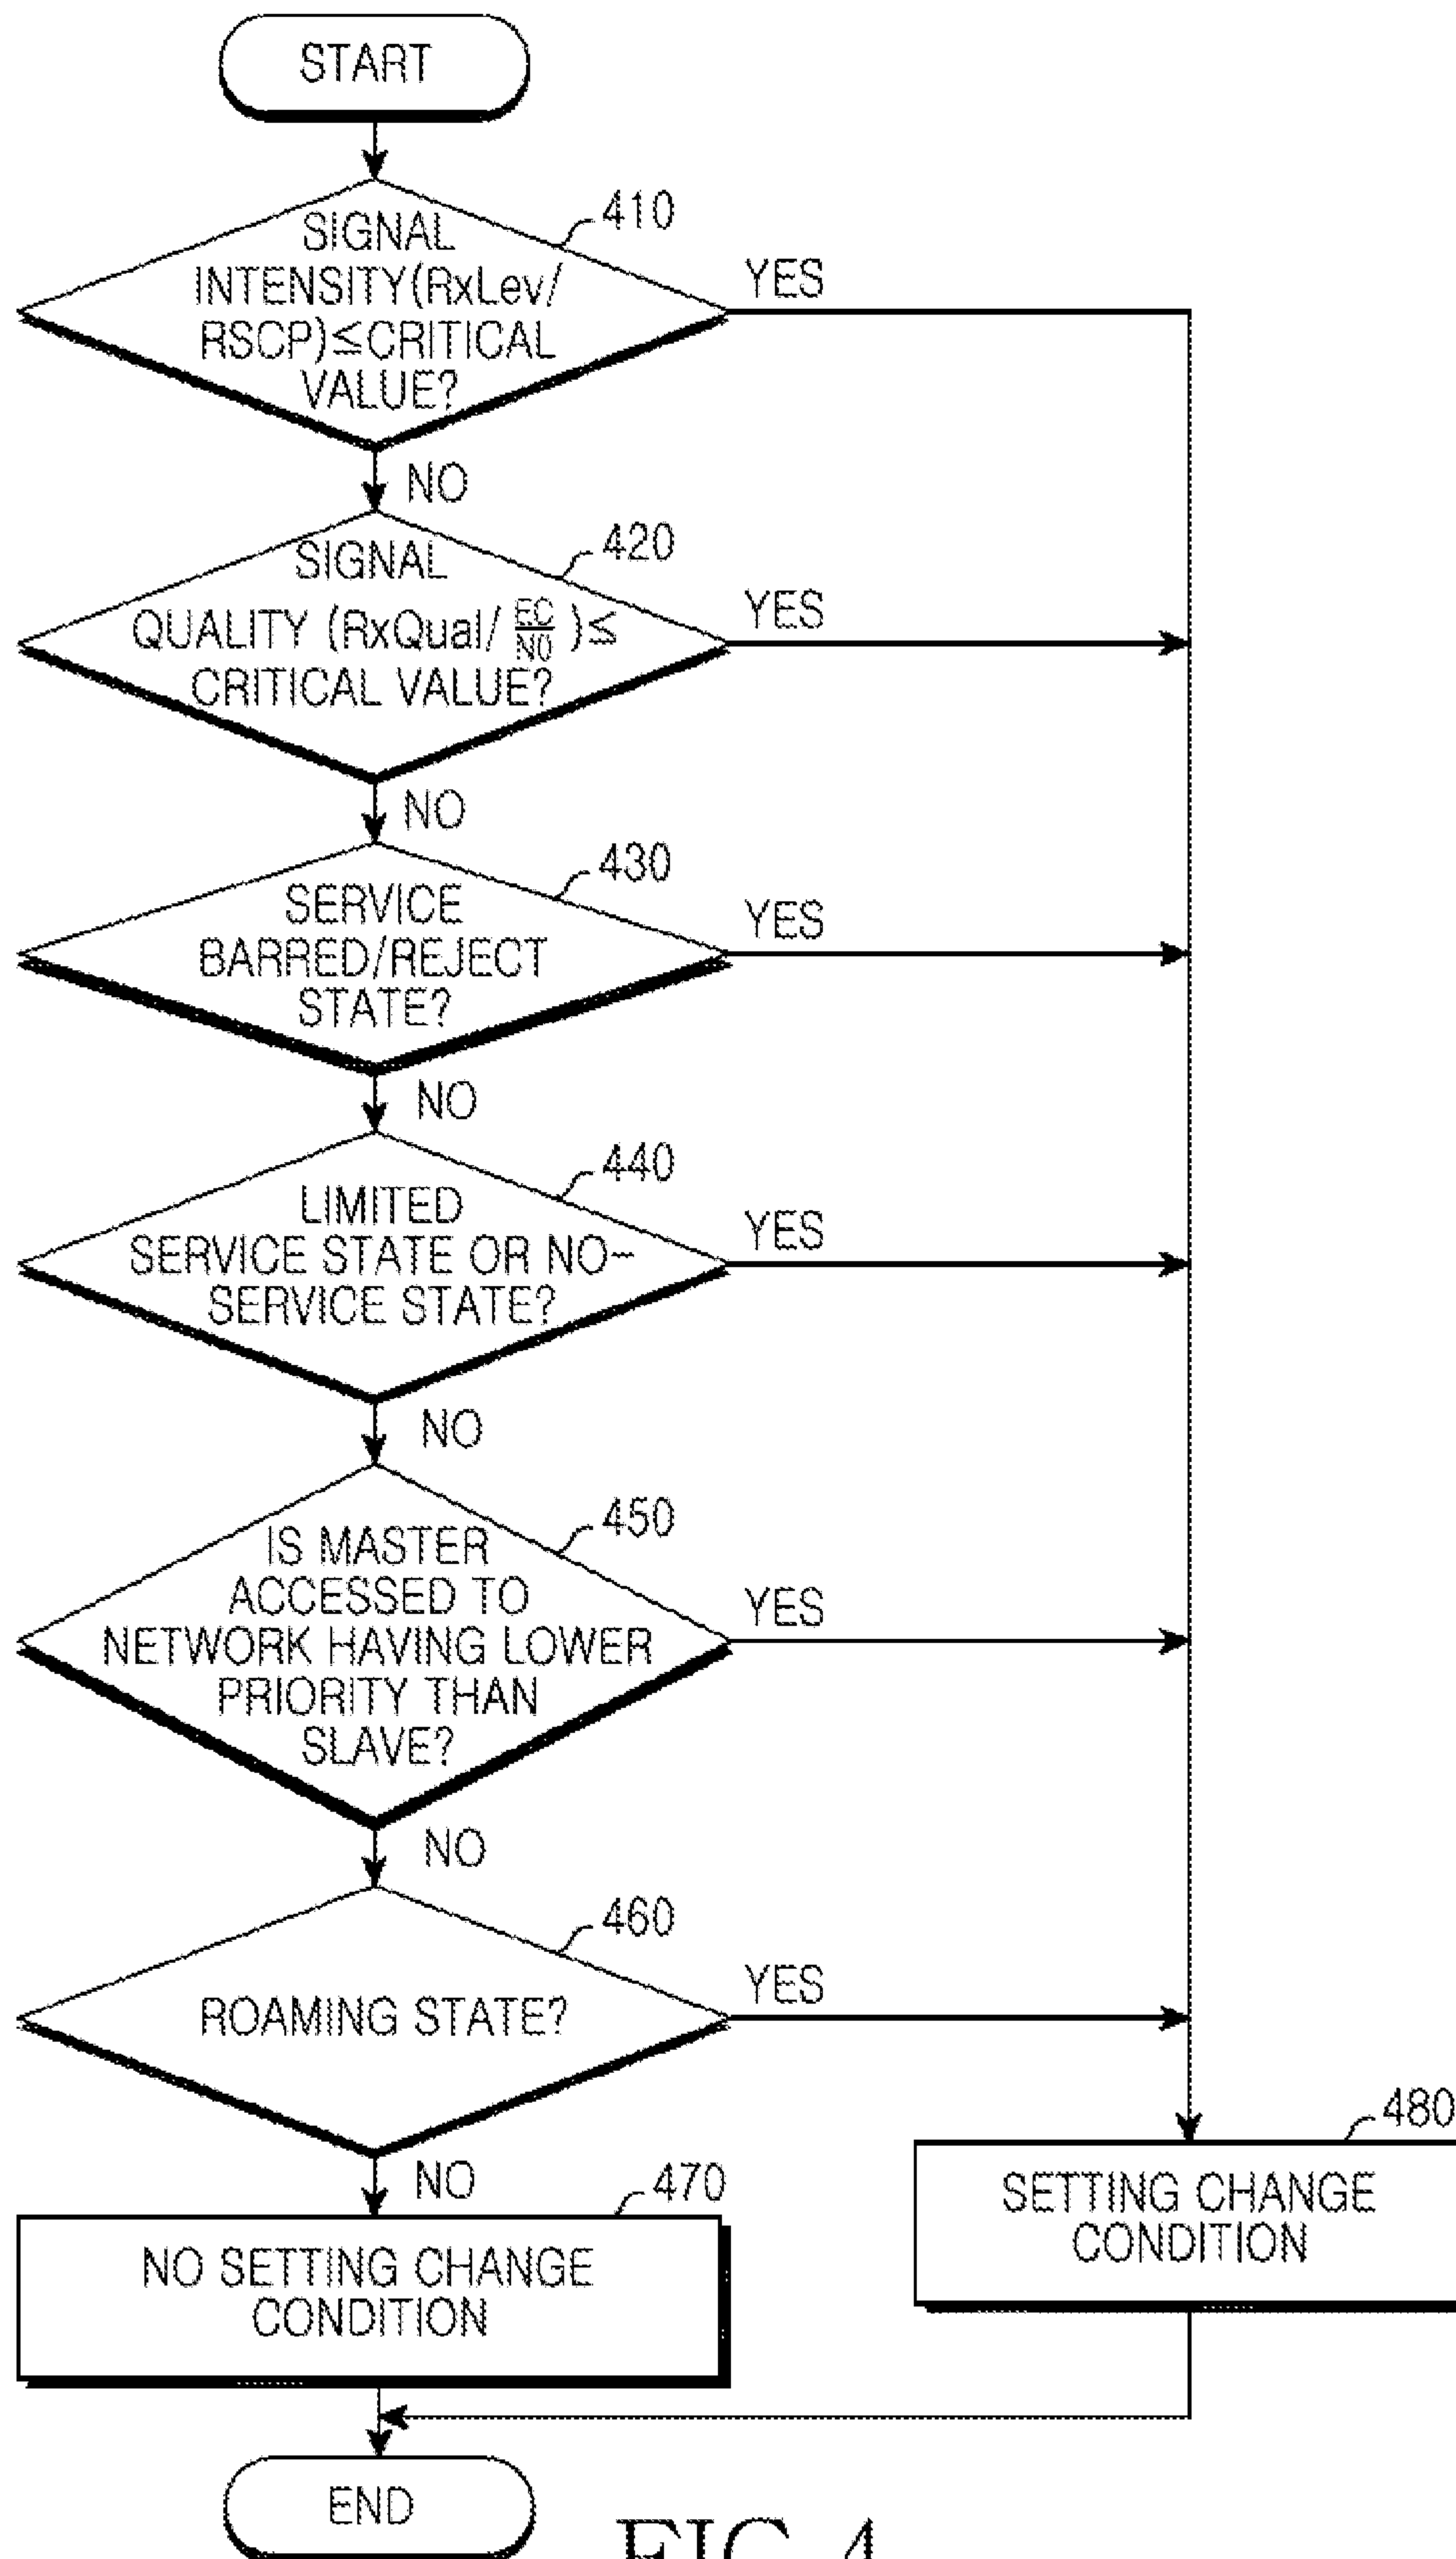 START
410
SIGNAL
INTENSITY(RxLev/
RSCP)≤CRITICAL
VALUE?
YES
NO
420
SIGNAL
QUALITY (RxQual/ EC/N0 )≤
CRITICAL VALUE?
YES
NO
430
SERVICE
BARRED/REJECT
STATE?
YES
NO
440
LIMITED
SERVICE STATE OR NO-
SERVICE STATE?
YES
NO
450
IS MASTER
ACCESSED TO
NETWORK HAVING LOWER
PRIORITY THAN
SLAVE?
YES
NO
460
ROAMING STATE?
YES
NO
470
NO SETTING CHANGE
CONDITION
480
SETTING CHANGE
CONDITION
END
FIG.4